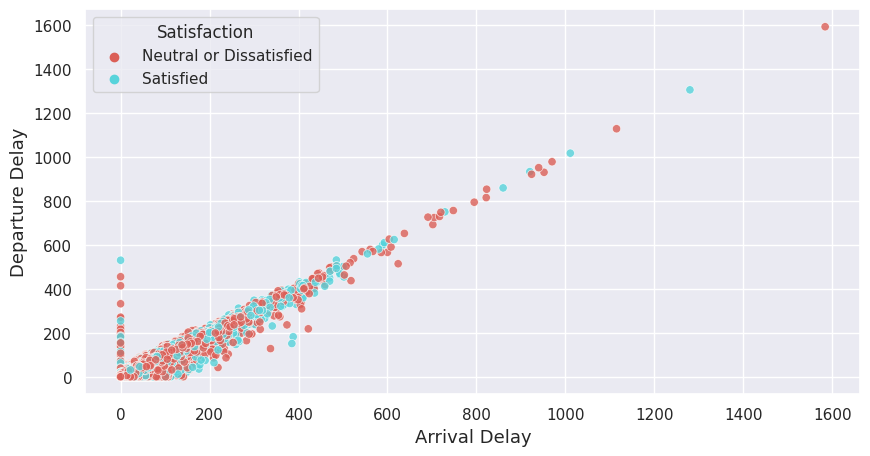 Satisfaction
Neutral or Dissatisfied
Satisfied
1600
1400
1200
1000
800
600
400
200
0
Departure Delay
0 200 400 600 800 1000 1200 1400 1600
Arrival Delay